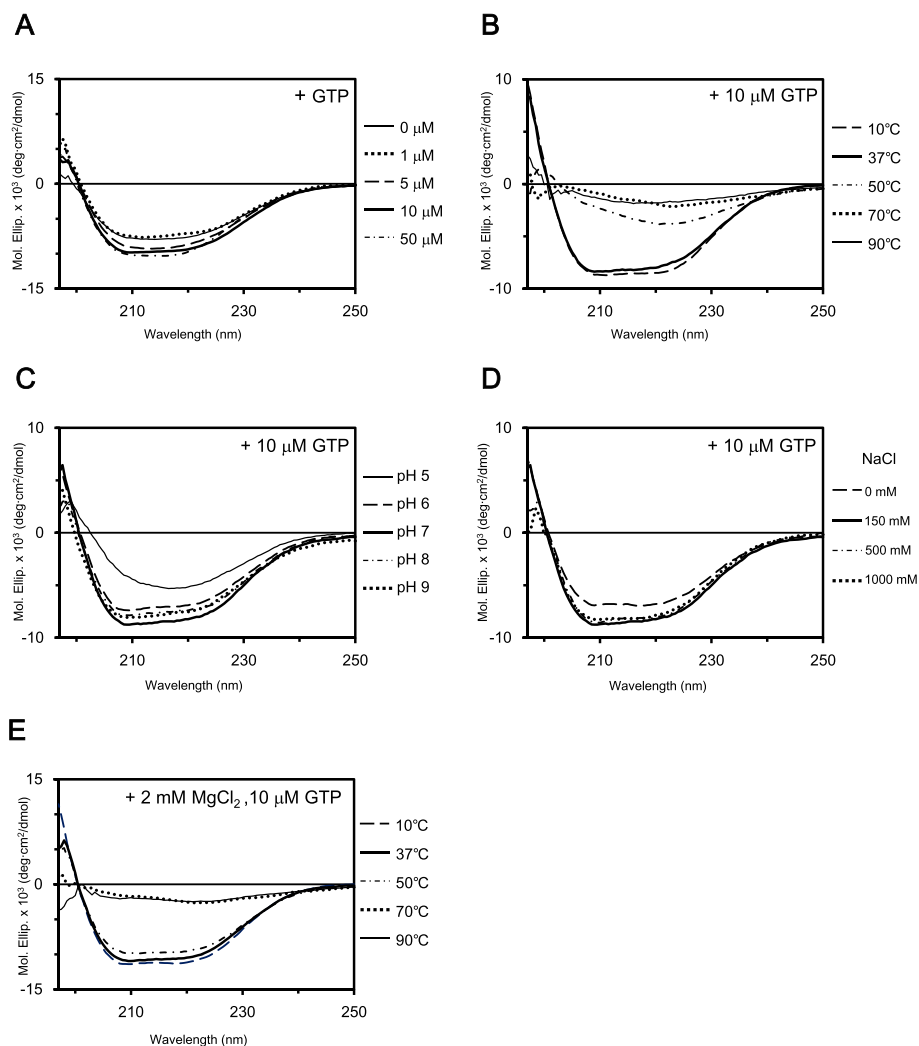 A
Mol. Ellip. x 10³ (deg·cm²/dmol)
15
0
-15
+ GTP
210
230
250
Wavelength (nm)
0 μM
1 μM
5 μM
10 μM
50 μM
B
Mol. Ellip. x 10³ (deg·cm²/dmol)
10
0
-10
+ 10 μM GTP
210
230
250
Wavelength (nm)
10℃
37℃
50℃
70℃
90℃
C
Mol. Ellip. x 10³ (deg·cm²/dmol)
10
0
-10
+ 10 μM GTP
210
230
250
Wavelength (nm)
pH 5
pH 6
pH 7
pH 8
pH 9
D
Mol. Ellip. x 10³ (deg·cm²/dmol)
10
0
-10
+ 10 μM GTP
210
230
250
Wavelength (nm)
NaCl
0 mM
150 mM
500 mM
1000 mM
E
Mol. Ellip. x 10³ (deg·cm²/dmol)
15
0
-15
+ 2 mM MgCl₂ ,10 μM GTP
210
230
250
Wavelength (nm)
10℃
37℃
50℃
70℃
90℃